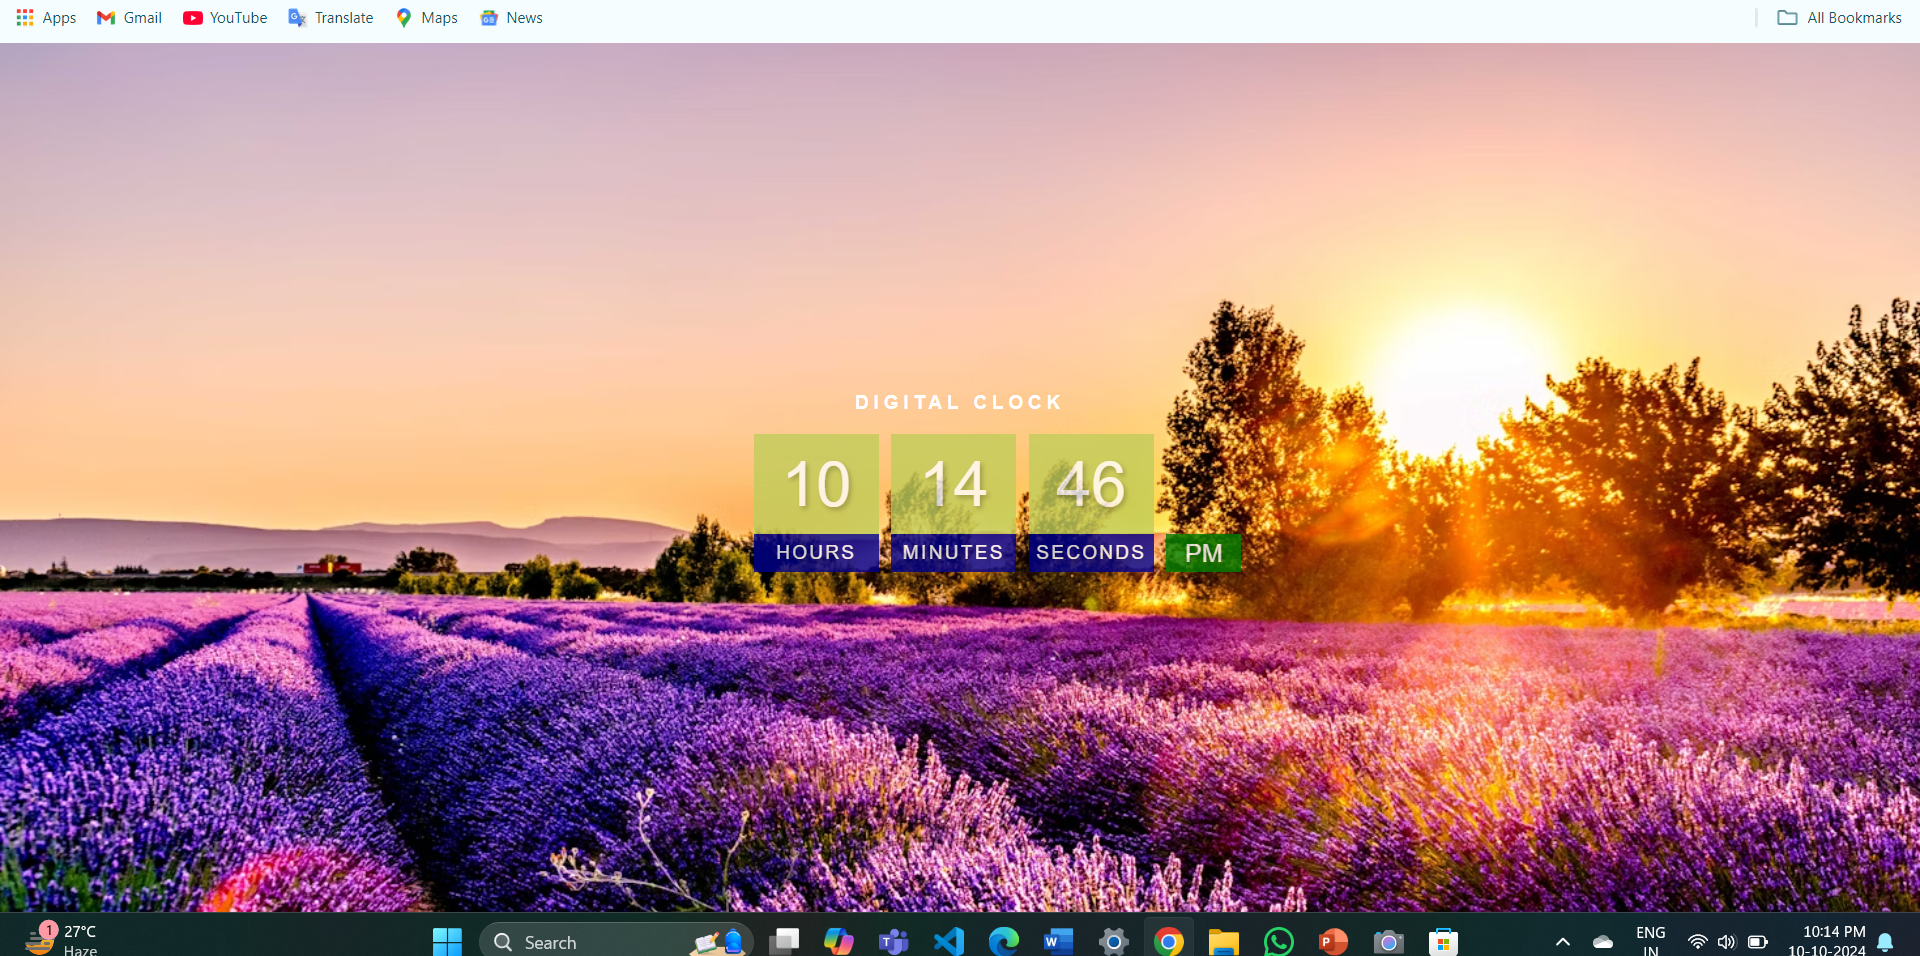 Apps Gmail YouTube Translate Maps News All Bookmarks
DIGITAL CLOCK
10 14 46
HOURS MINUTES SECONDS PM
1
27°C
Haze
Search
ENG
IN
10:14 PM
10-10-2024